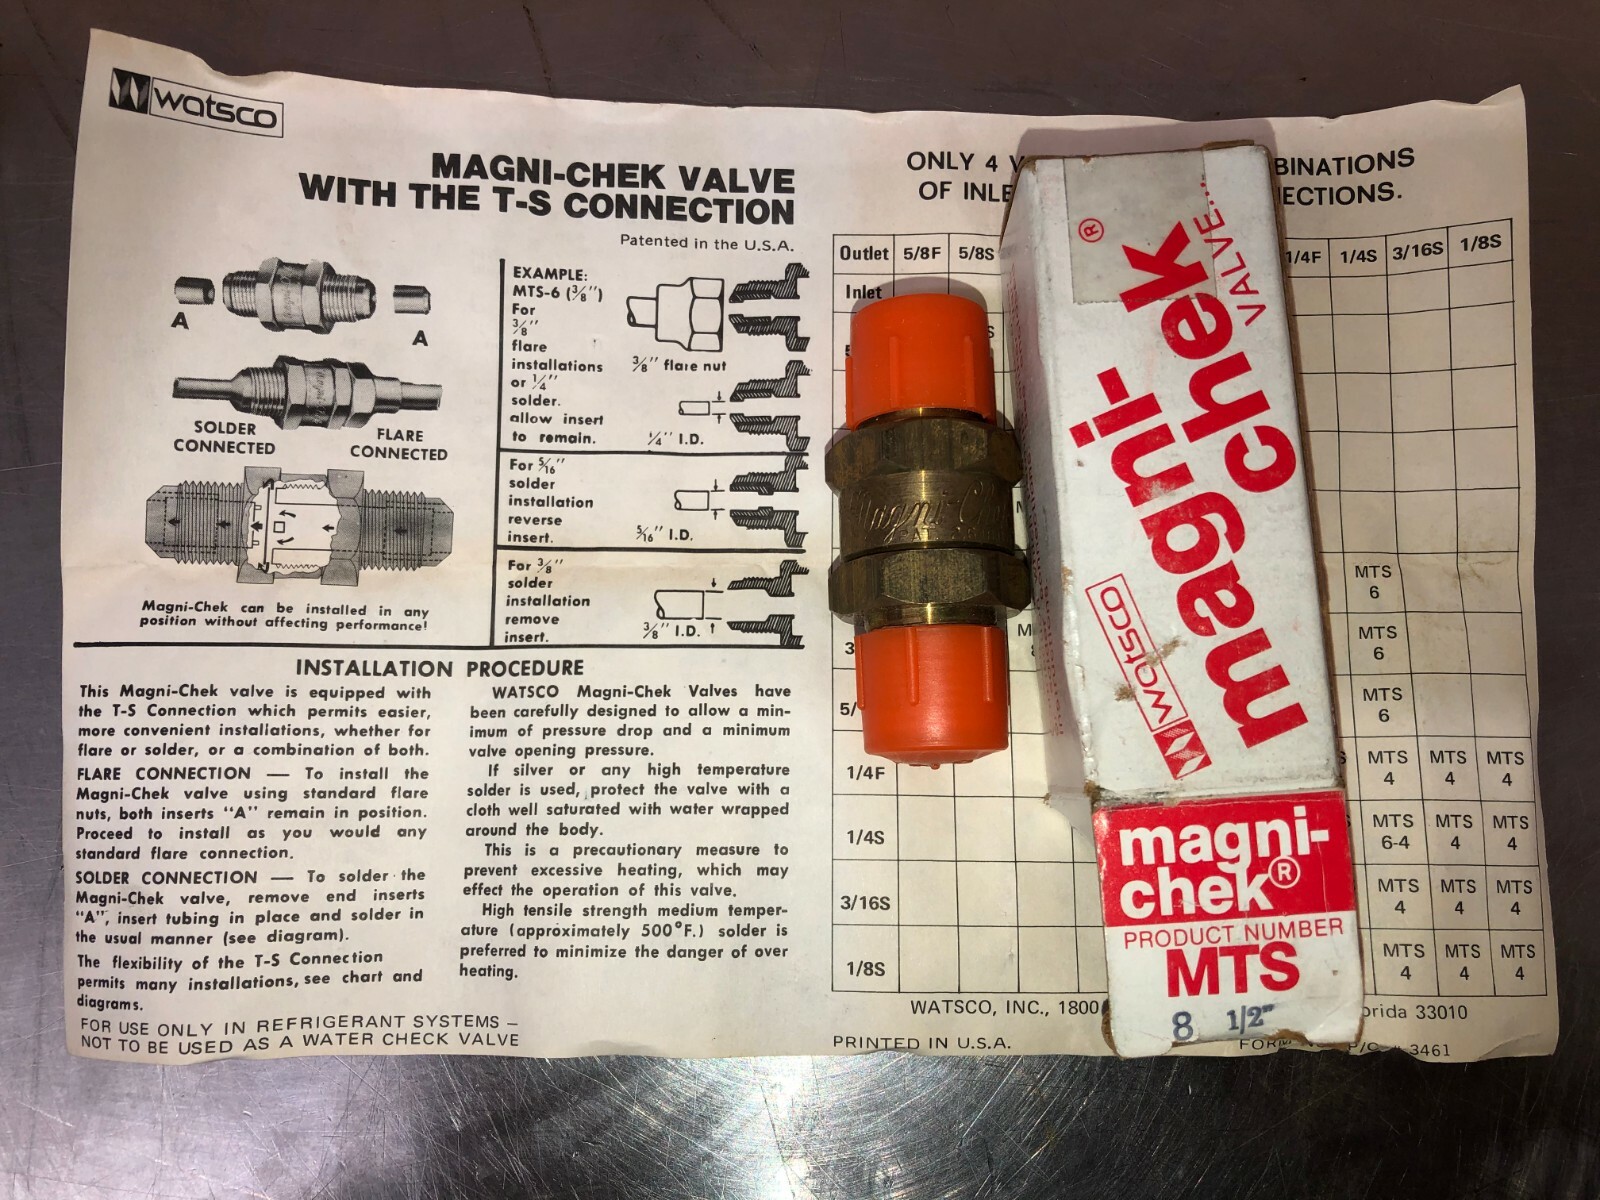 watsco
MAGNI-CHEK VALVE
WITH THE T-S CONNECTION
Patented in the U.S.A.
A
A
SOLDER
CONNECTED
FLARE
CONNECTED
Magni-Chek can be installed in any
position without affecting performance!
EXAMPLE:
MTS-6 (3/8")
For
3/8"
flare
installations
or 1/4"
solder.
allow insert
to remain.
3/8" flare nut
1/4" I.D.
For 5/16"
solder
installation
reverse
insert.
5/16" I.D.
For 3/8"
solder
installation
remove
insert.
3/8" I.D.
INSTALLATION PROCEDURE
This Magni-Chek valve is equipped with
the T-S Connection which permits easier,
more convenient installations, whether for
flare or solder, or a combination of both.
FLARE CONNECTION — To install the
Magni-Chek valve using standard flare
nuts, both inserts "A" remain in position.
Proceed to install as you would any
standard flare connection.
SOLDER CONNECTION — To solder the
Magni-Chek valve, remove end inserts
"A", insert tubing in place and solder in
the usual manner (see diagram).
The flexibility of the T-S Connection
permits many installations, see chart and
diagrams.
FOR USE ONLY IN REFRIGERANT SYSTEMS –
NOT TO BE USED AS A WATER CHECK VALVE
WATSCO Magni-Chek Valves have
been carefully designed to allow a min-
imum of pressure drop and a minimum
valve opening pressure.
If silver or any high temperature
solder is used, protect the valve with a
cloth well saturated with water wrapped
around the body.
This is a precautionary measure to
prevent excessive heating, which may
effect the operation of this valve.
High tensile strength medium temper-
ature (approximately 500°F.) solder is
preferred to minimize the danger of over
heating.
ONLY 4 BINATIONS
OF ECTIONS.
Outlet 5/8F 5/8S 1/4F 1/4S 3/16S 1/8S
Inlet
MTS
6
MTS
6
MTS
6
1/4F MTS MTS MTS
4 4 4
1/4S MTS MTS MTS
6-4 4 4
3/16S MTS MTS MTS
4 4 4
1/8S MTS MTS MTS
4 4 4
WATSCO, INC., 1800 orida 33010
PRINTED IN U.S.A. 3461
Magni-C
magni-
chek®
VALVE...
watsco
magni-
chek®
PRODUCT NUMBER
MTS
8 1/2"